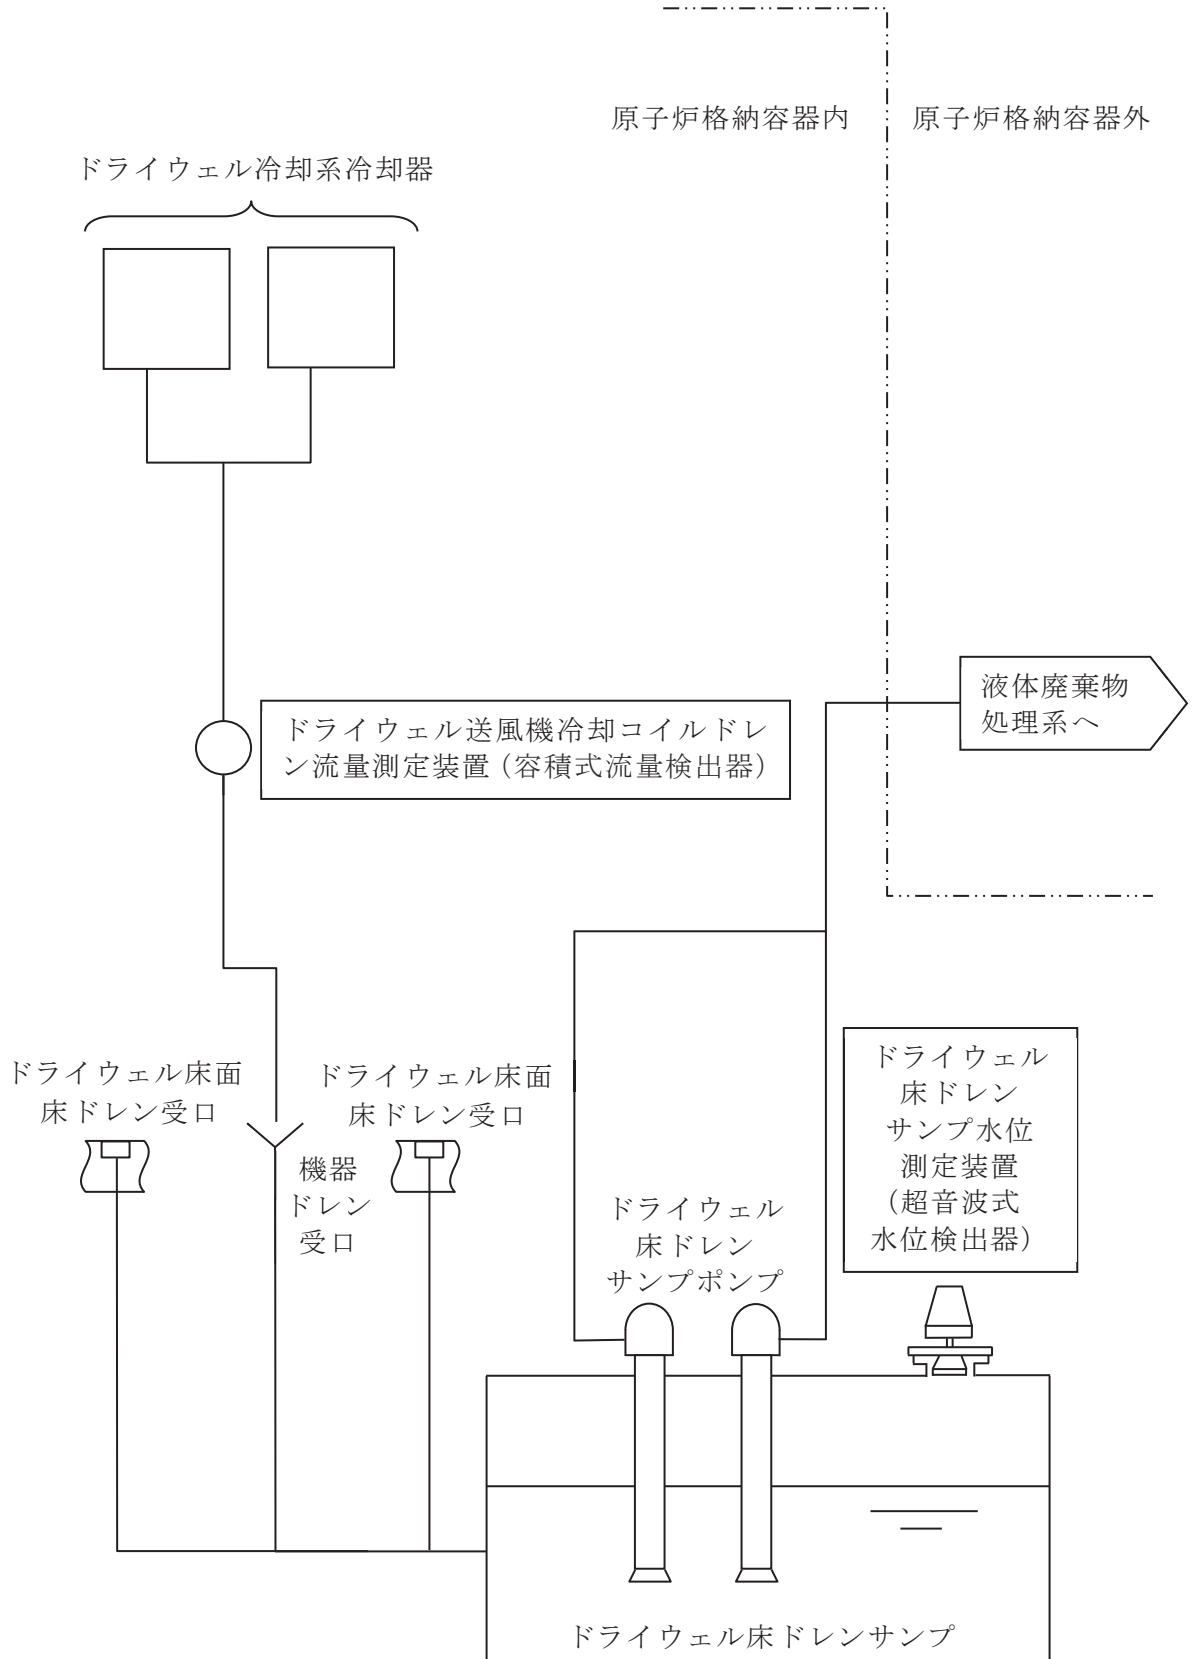 原子炉格納容器内
原子炉格納容器外
ドライウェル冷却系冷却器
液体廃棄物
処理系へ
ドライウェル送風機冷却コイルドレ
ン流量測定装置（容積式流量検出器）
ドライウェル床面
床ドレン受口
ドライウェル床面
床ドレン受口
機器
ドレン
受口
ドライウェル
床ドレン
サンプポンプ
ドライウェル
床ドレン
サンプ水位
測定装置
（超音波式
水位検出器）
ドライウェル床ドレンサンプ